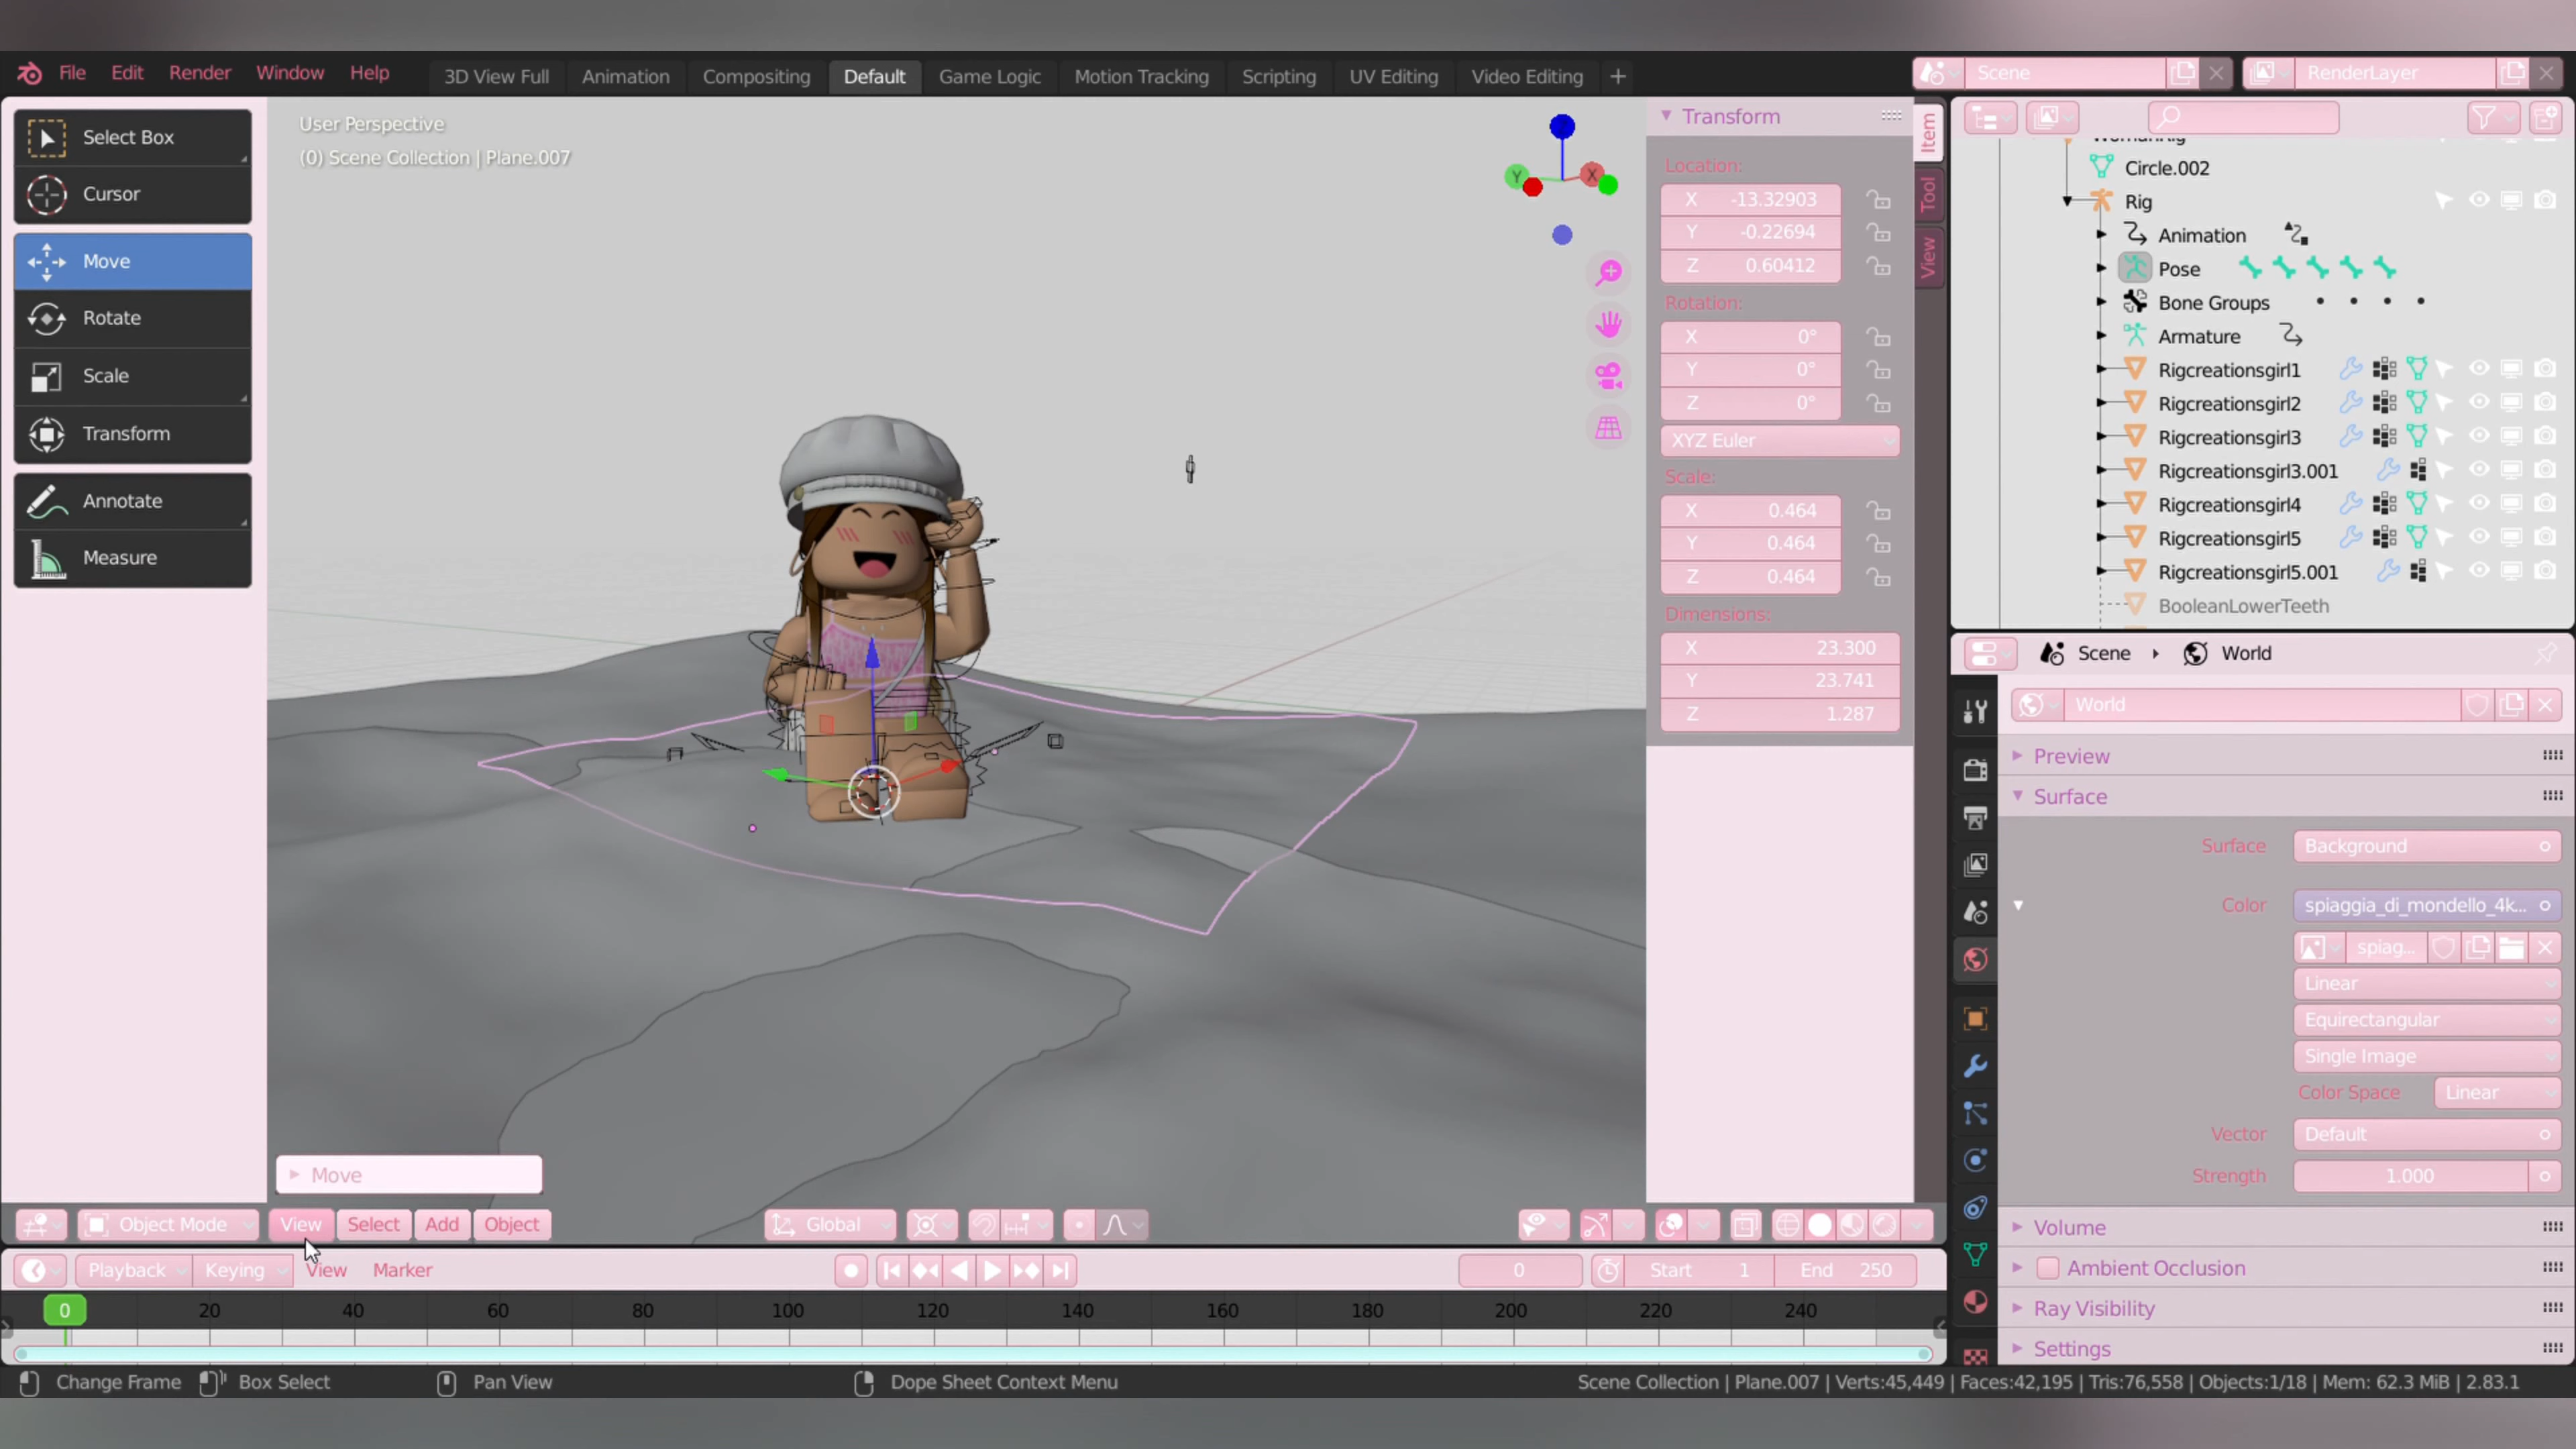 File Edit Render Window Help 3D View Full Animation Compositing Default Game Logic Motion Tracking Scripting UV Editing Video Editing + Scene RenderLayer
Select Box
Cursor
Move
Rotate
Scale
Transform
Annotate
Measure
User Perspective
(0) Scene Collection | Plane.007
Z
Y
X
Move
Transform
Location:
X -13.32903
Y -0.22694
Z 0.60412
Rotation:
X 0°
Y 0°
Z 0°
XYZ Euler
Scale:
X 0.464
Y 0.464
Z 0.464
Dimensions:
X 23.300
Y 23.741
Z 1.287
Item
Tool
View
Circle.002
Rig
Animation
Pose
Bone Groups
Armature
Rigcreationsgirl1
Rigcreationsgirl2
Rigcreationsgirl3
Rigcreationsgirl3.001
Rigcreationsgirl4
Rigcreationsgirl5
Rigcreationsgirl5.001
BooleanLowerTeeth
Scene World
World
Preview
Surface
Surface Background
Color spiaggia_di_mondello_4k...
spiag...
Linear
Equirectangular
Single Image
Color Space Linear
Vector Default
Strength 1.000
Volume
Ambient Occlusion
Ray Visibility
Settings
Object Mode View Select Add Object Global
Playback Keying View Marker 0 Start 1 End 250
0 20 40 60 80 100 120 140 160 180 200 220 240
Change Frame Box Select Pan View Dope Sheet Context Menu Scene Collection | Plane.007 | Verts:45,449 | Faces:42,195 | Tris:76,558 | Objects:1/18 | Mem: 62.3 MiB | 2.83.1